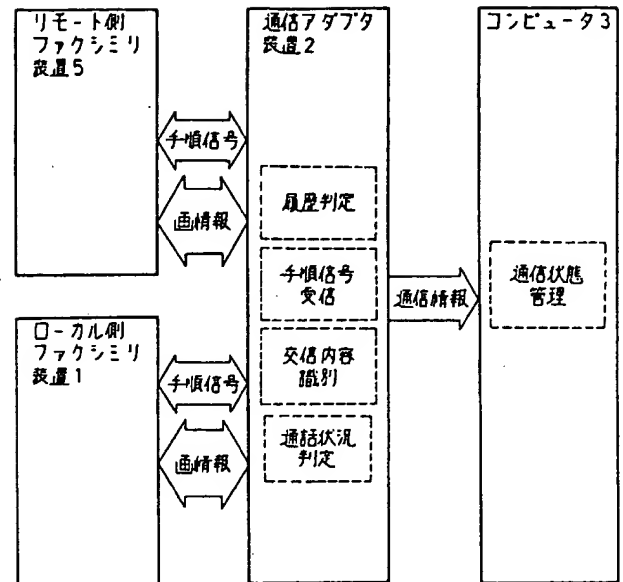 リモート側
ファクシミリ
装置5
手順信号
画情報
ローカル側
ファクシミリ
装置1
手順信号
画情報
通信アダプタ
装置2
履歴判定
手順信号
受信
交信内容
識別
通話状況
判定
通信情報
コンピュータ3
通信状態
管理